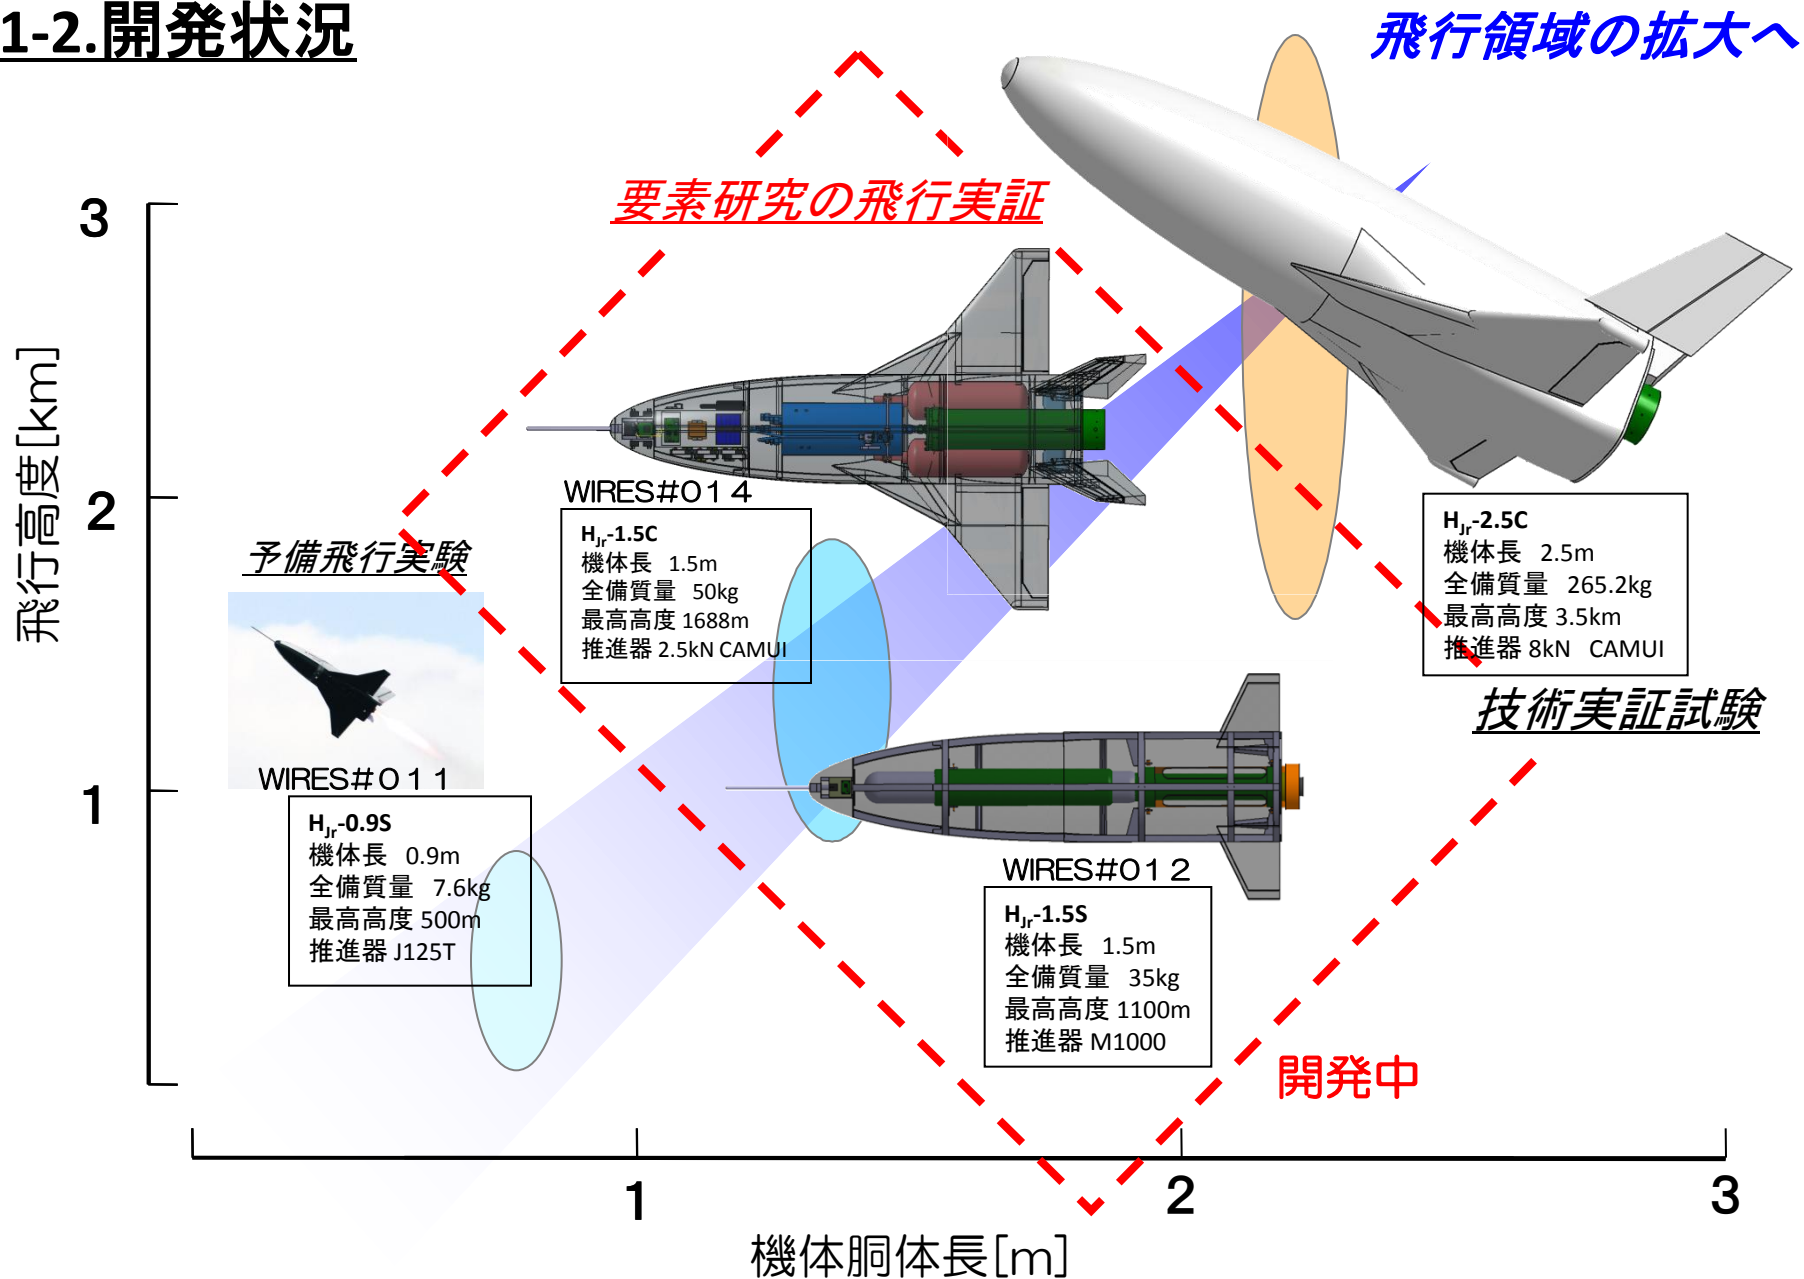 1-2.開発状況
飛行領域の拡大へ
要素研究の飛行実証
3
2
1
飛行高度[km]
WIRES#014
HJr-1.5C
機体長 1.5m
全備質量 50kg
最高高度 1688m
推進器 2.5kN CAMUI
HJr-2.5C
機体長 2.5m
全備質量 265.2kg
最高高度 3.5km
推進器 8kN CAMUI
技術実証試験
予備飛行実験
WIRES#011
HJr-0.9S
機体長 0.9m
全備質量 7.6kg
最高高度 500m
推進器 J125T
WIRES#012
HJr-1.5S
機体長 1.5m
全備質量 35kg
最高高度 1100m
推進器 M1000
開発中
1
2
3
機体胴体長[m]